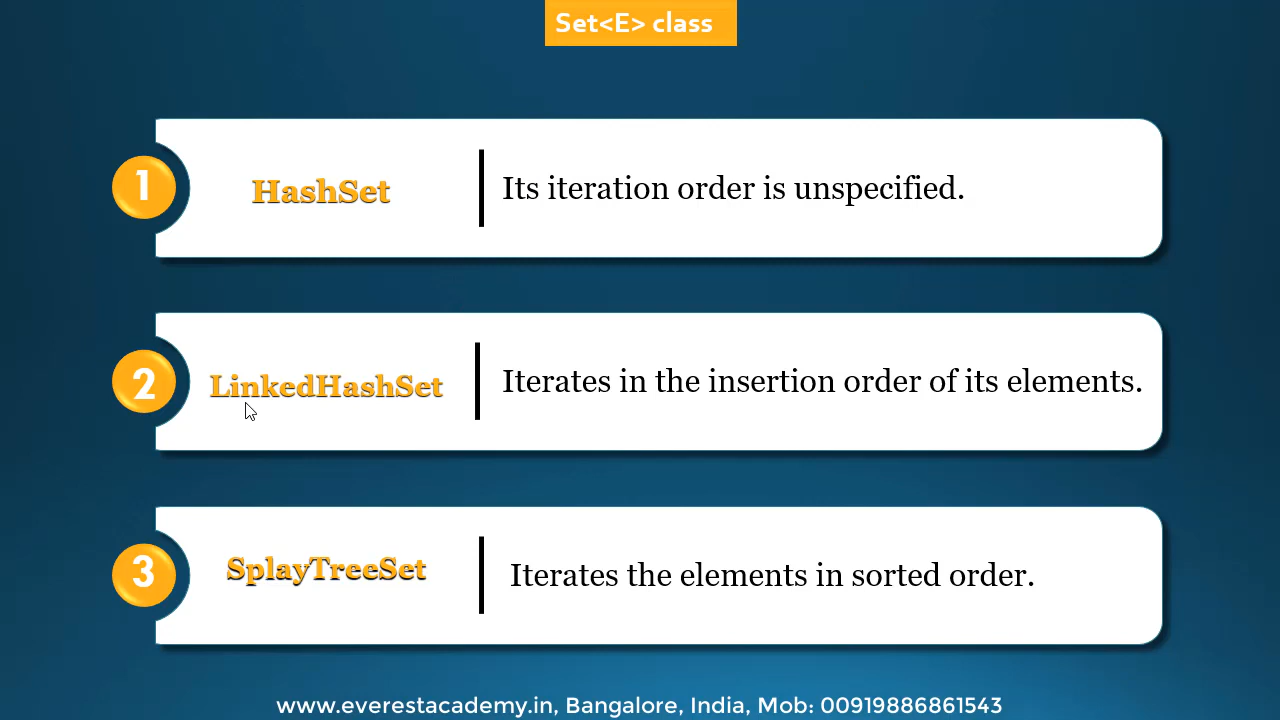 Set<E> class
1
HashSet
Its iteration order is unspecified.
2
LinkedHashSet
Iterates in the insertion order of its elements.
3
SplayTreeSet
Iterates the elements in sorted order.
www.everestacademy.in, Bangalore, India, Mob: 00919886861543